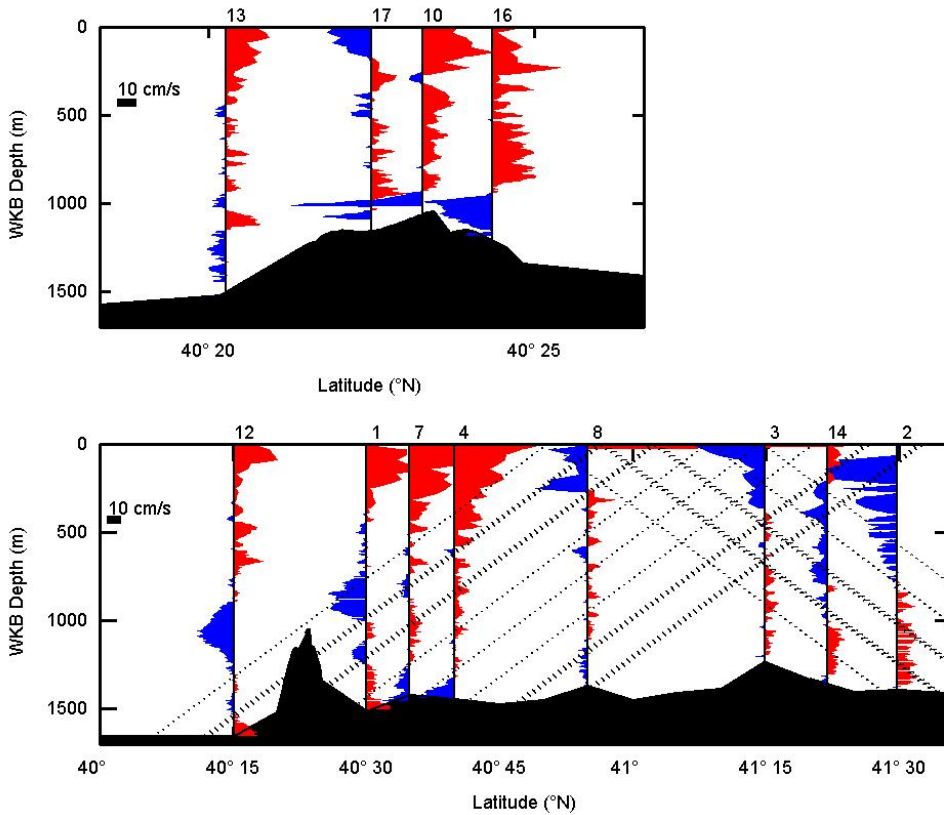 13 17 10 16
0
10 cm/s
500
WKB Depth (m)
1000
1500
40° 20 40° 25
Latitude (°N)
12 1 7 4 8 3 14 2
0
10 cm/s
500
WKB Depth (m)
1000
1500
40° 40° 15 40° 30 40° 45 41° 41° 15 41° 30
Latitude (°N)